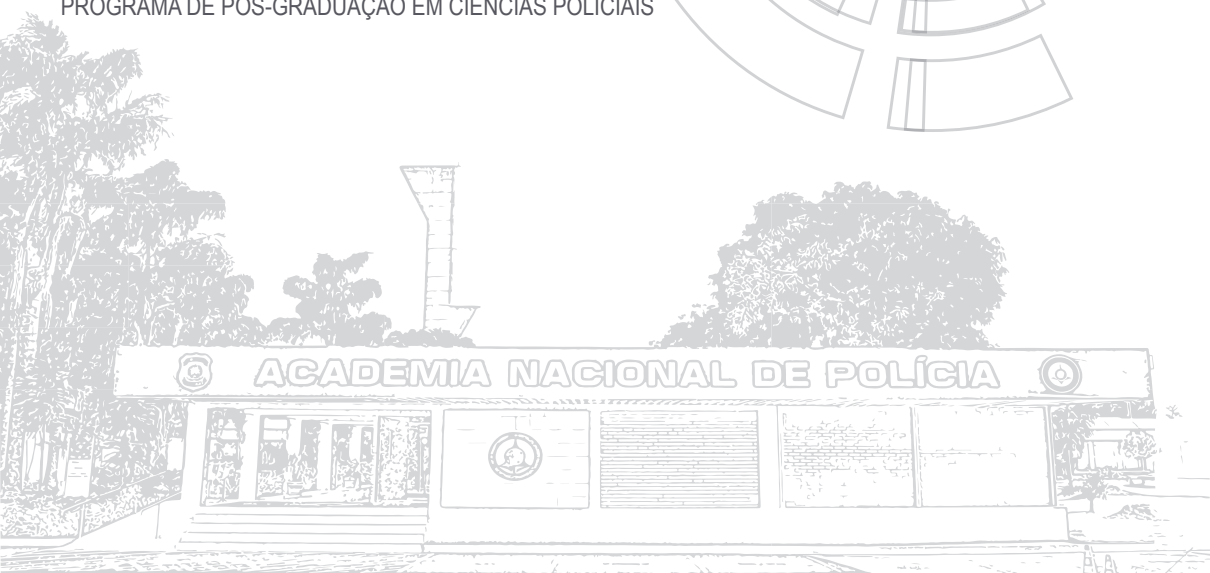 PROGRAMA DE PÓS-GRADUAÇÃO EM CIÊNCIAS POLICIAIS
ACADEMIA NACIONAL DE POLÍCIA